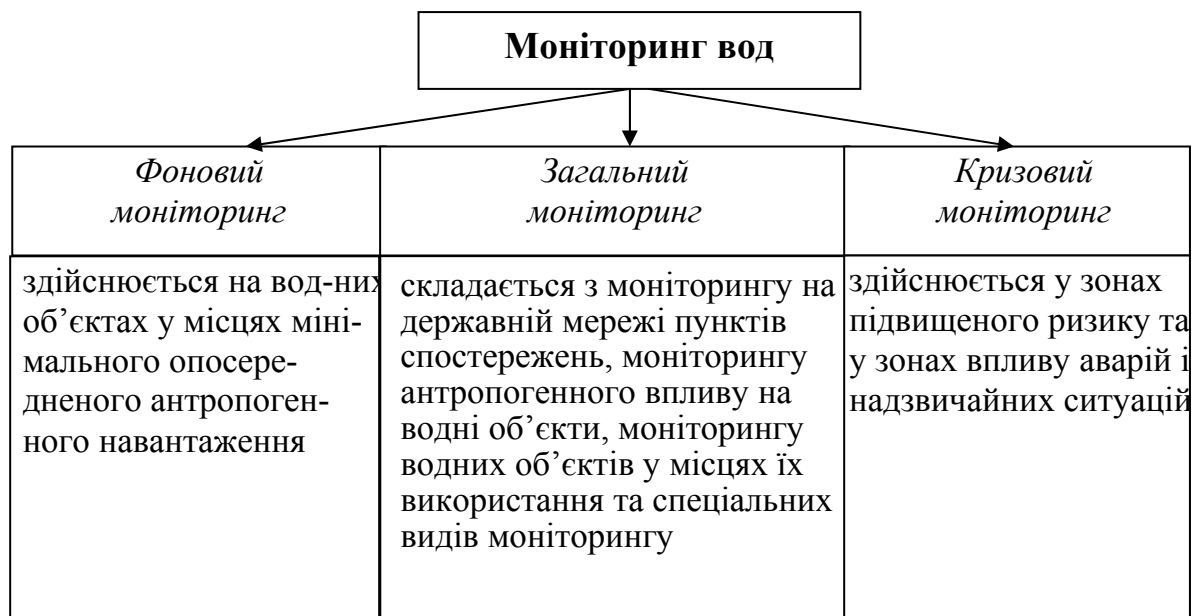 Моніторинг вод
Фоновий
моніторинг
здійснюється на вод-них
об’єктах у місцях міні-
мального опосере-
дненого антропоген-
ного навантаження
Загальний
моніторинг
складається з моніторингу на
державній мережі пунктів
спостережень, моніторингу
антропогенного впливу на
водні об’єкти, моніторингу
водних об’єктів у місцях їх
використання та спеціальних
видів моніторингу
Кризовий
моніторинг
здійснюється у зонах
підвищеного ризику та
у зонах впливу аварій і
надзвичайних ситуацій